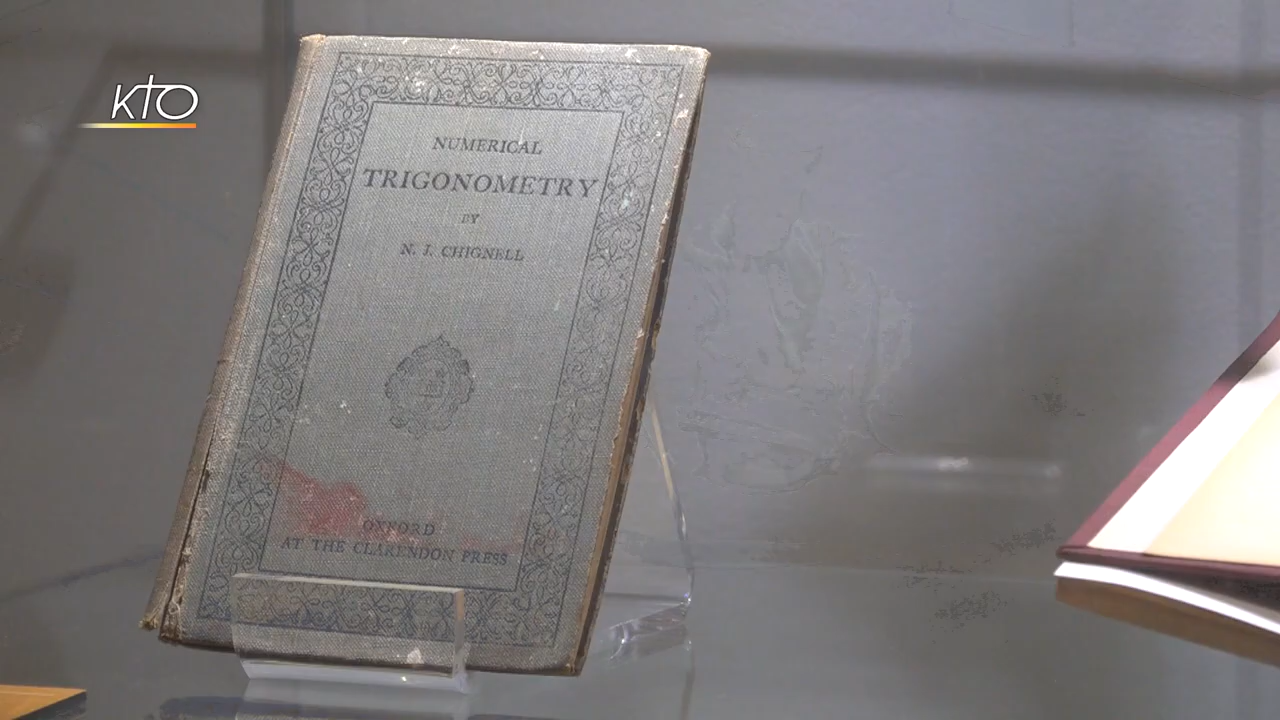 KTO
NUMERICAL
TRIGONOMETRY
BY
N. J. CHIGNELL
OXFORD
AT THE CLARENDON PRESS